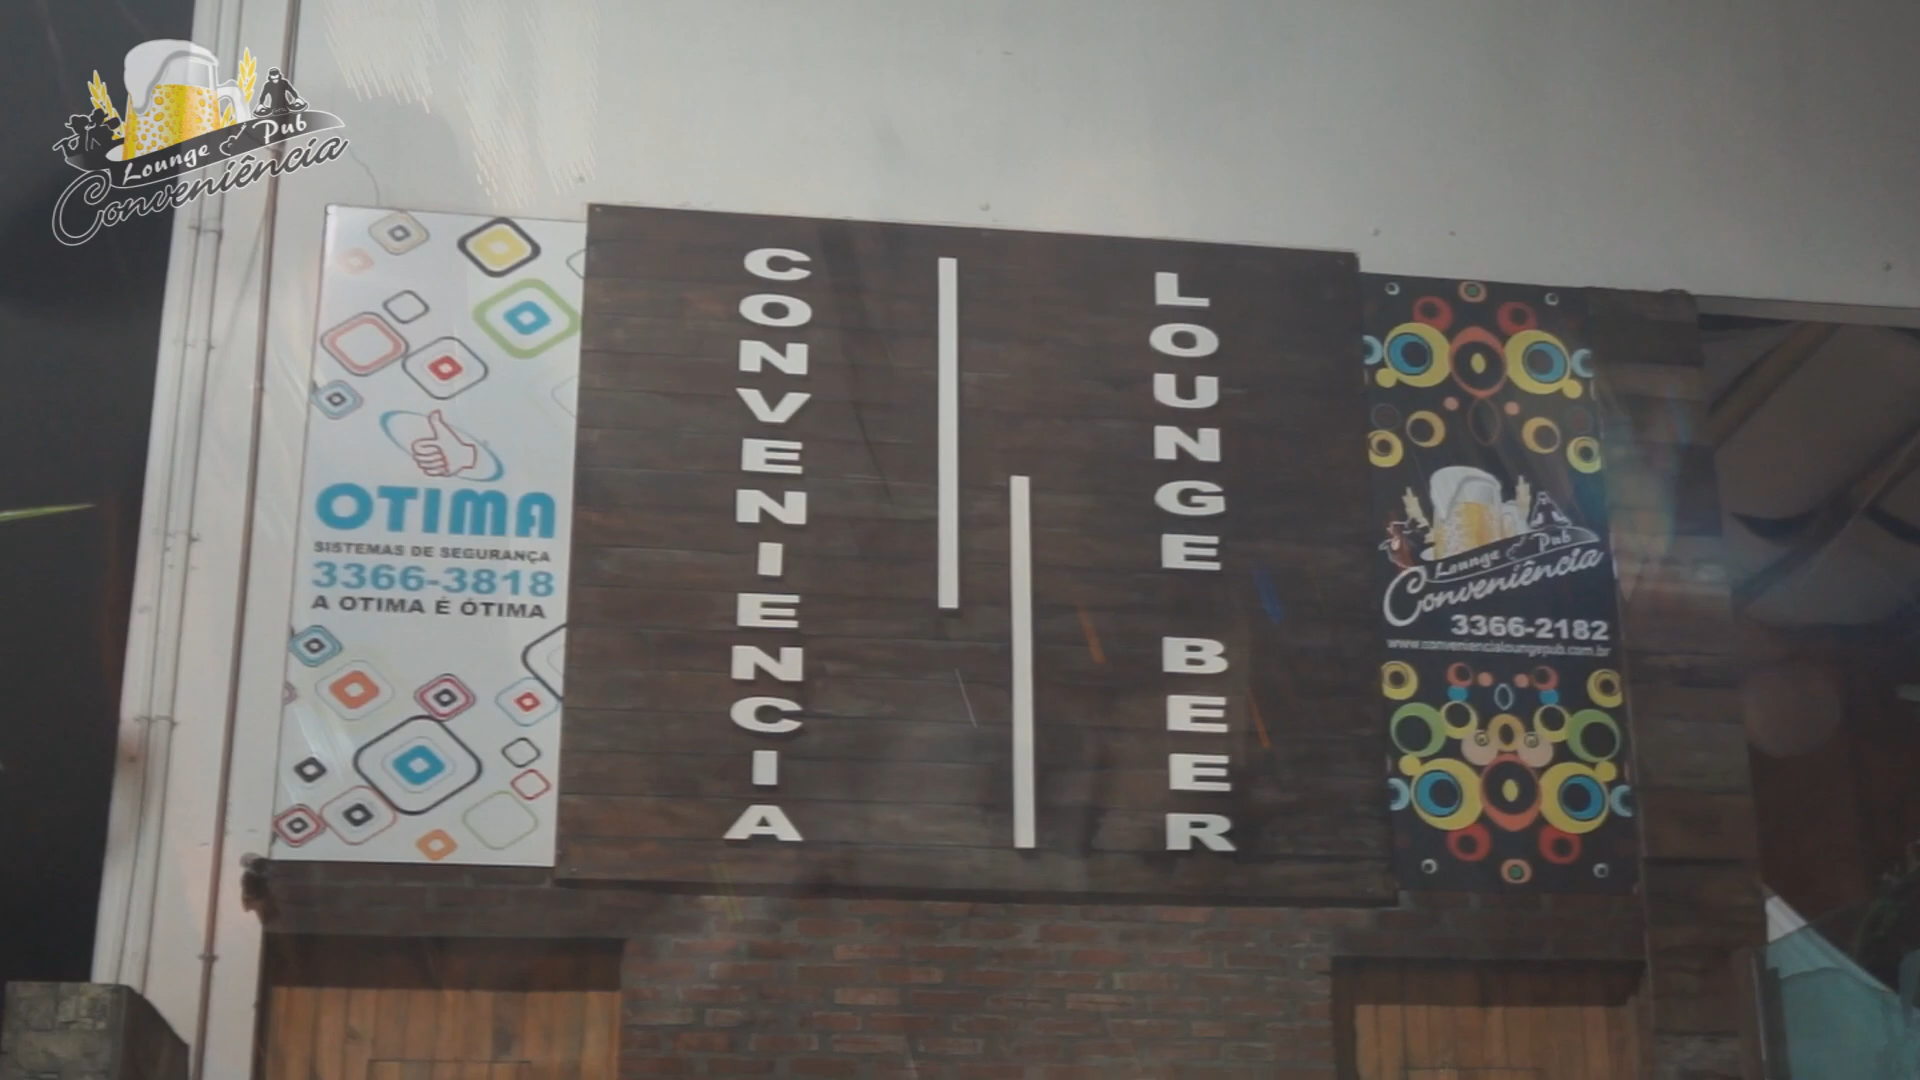 Lounge Pub
Conveniência
OTIMA
SISTEMAS DE SEGURANÇA
3366-3818
A OTIMA É ÓTIMA
CONVENIENCIA
LOUNGE BEER
Lounge Pub
Conveniência
3366-2182
www.conveniencialoungepub.com.br